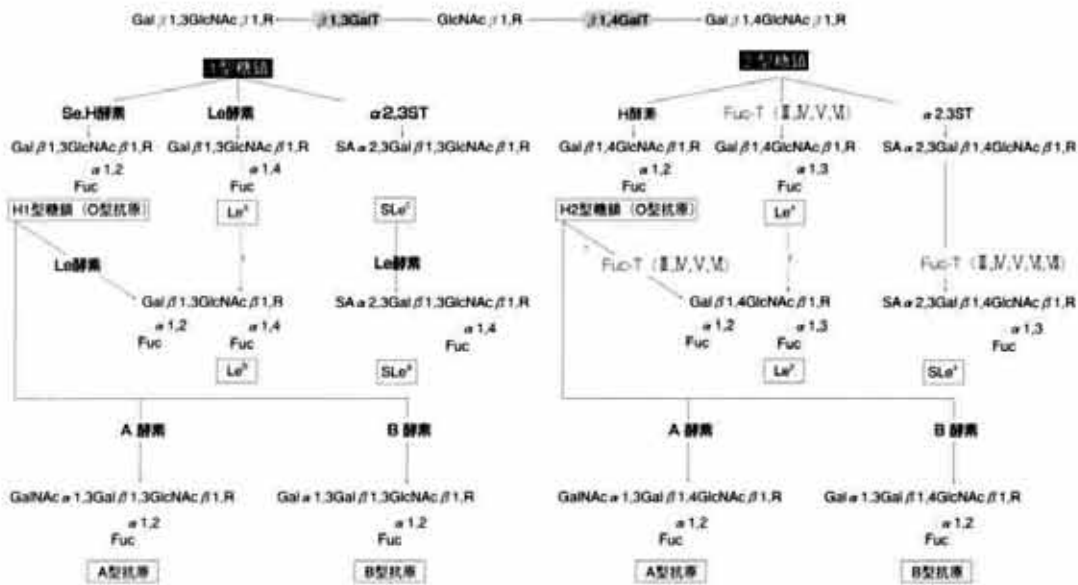 Galβ1,3GlcNAcβ1,R β1,3GalT GlcNAcβ1,R β1,4GalT Galβ1,4GlcNAcβ1,R
1型糖鎖 2型糖鎖
Se,H酵素 Le酵素 α2,3ST H酵素 Fuc-T (Ⅲ,Ⅳ,Ⅴ,Ⅵ) α2,3ST
Galβ1,3GlcNAcβ1,R Galβ1,3GlcNAcβ1,R SAα2,3Galβ1,3GlcNAcβ1,R Galβ1,4GlcNAcβ1,R Galβ1,4GlcNAcβ1,R SAα2,3Galβ1,4GlcNAcβ1,R
α1,2 α1,4 α1,2 α1,3
Fuc Fuc Fuc Fuc
H1型糖鎖 (O型抗原) Le SLe H2型糖鎖 (O型抗原) Le
Le酵素 Le酵素 Fuc-T (Ⅲ,Ⅳ,Ⅴ,Ⅵ) Fuc-T (Ⅲ,Ⅳ,Ⅴ,Ⅵ,Ⅶ)
Galβ1,3GlcNAcβ1,R SAα2,3Galβ1,3GlcNAcβ1,R Galβ1,4GlcNAcβ1,R SAα2,3Galβ1,4GlcNAcβ1,R
α1,2 α1,4 α1,4 α1,2 α1,3 α1,3
Fuc Fuc Fuc Fuc Fuc Fuc
Leᵇ SLeᵃ Le SLe
A 酵素 B 酵素 A 酵素 B 酵素
GalNAcα1,3Galβ1,3GlcNAcβ1,R Galα1,3Galβ1,3GlcNAcβ1,R GalNAcα1,3Galβ1,4GlcNAcβ1,R Galα1,3Galβ1,4GlcNAcβ1,R
α1,2 α1,2 α1,2 α1,2
Fuc Fuc Fuc Fuc
A型抗原 B型抗原 A型抗原 B型抗原